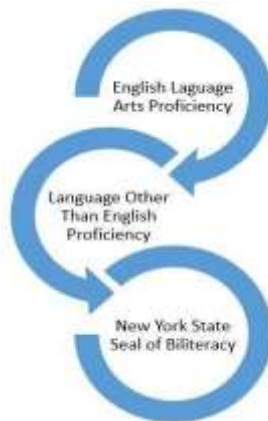 English Laguage
Arts Proficiency
Language Other
Than English
Proficiency
New York State
Seal of Biliteracy